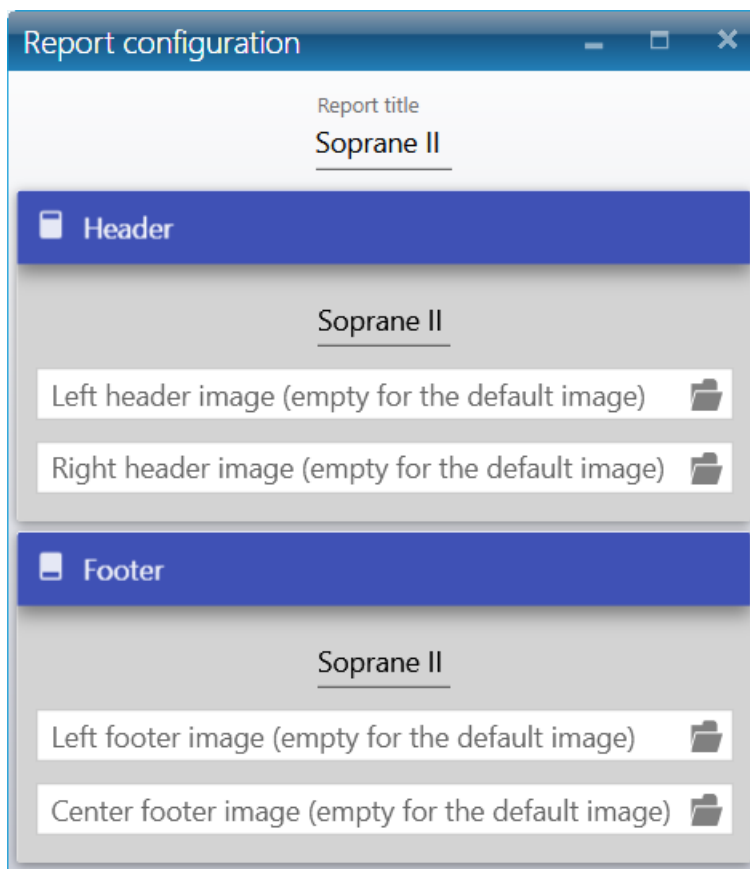 Report configuration
Report title
Soprane II
Header
Soprane II
Left header image (empty for the default image)
Right header image (empty for the default image)
Footer
Soprane II
Left footer image (empty for the default image)
Center footer image (empty for the default image)